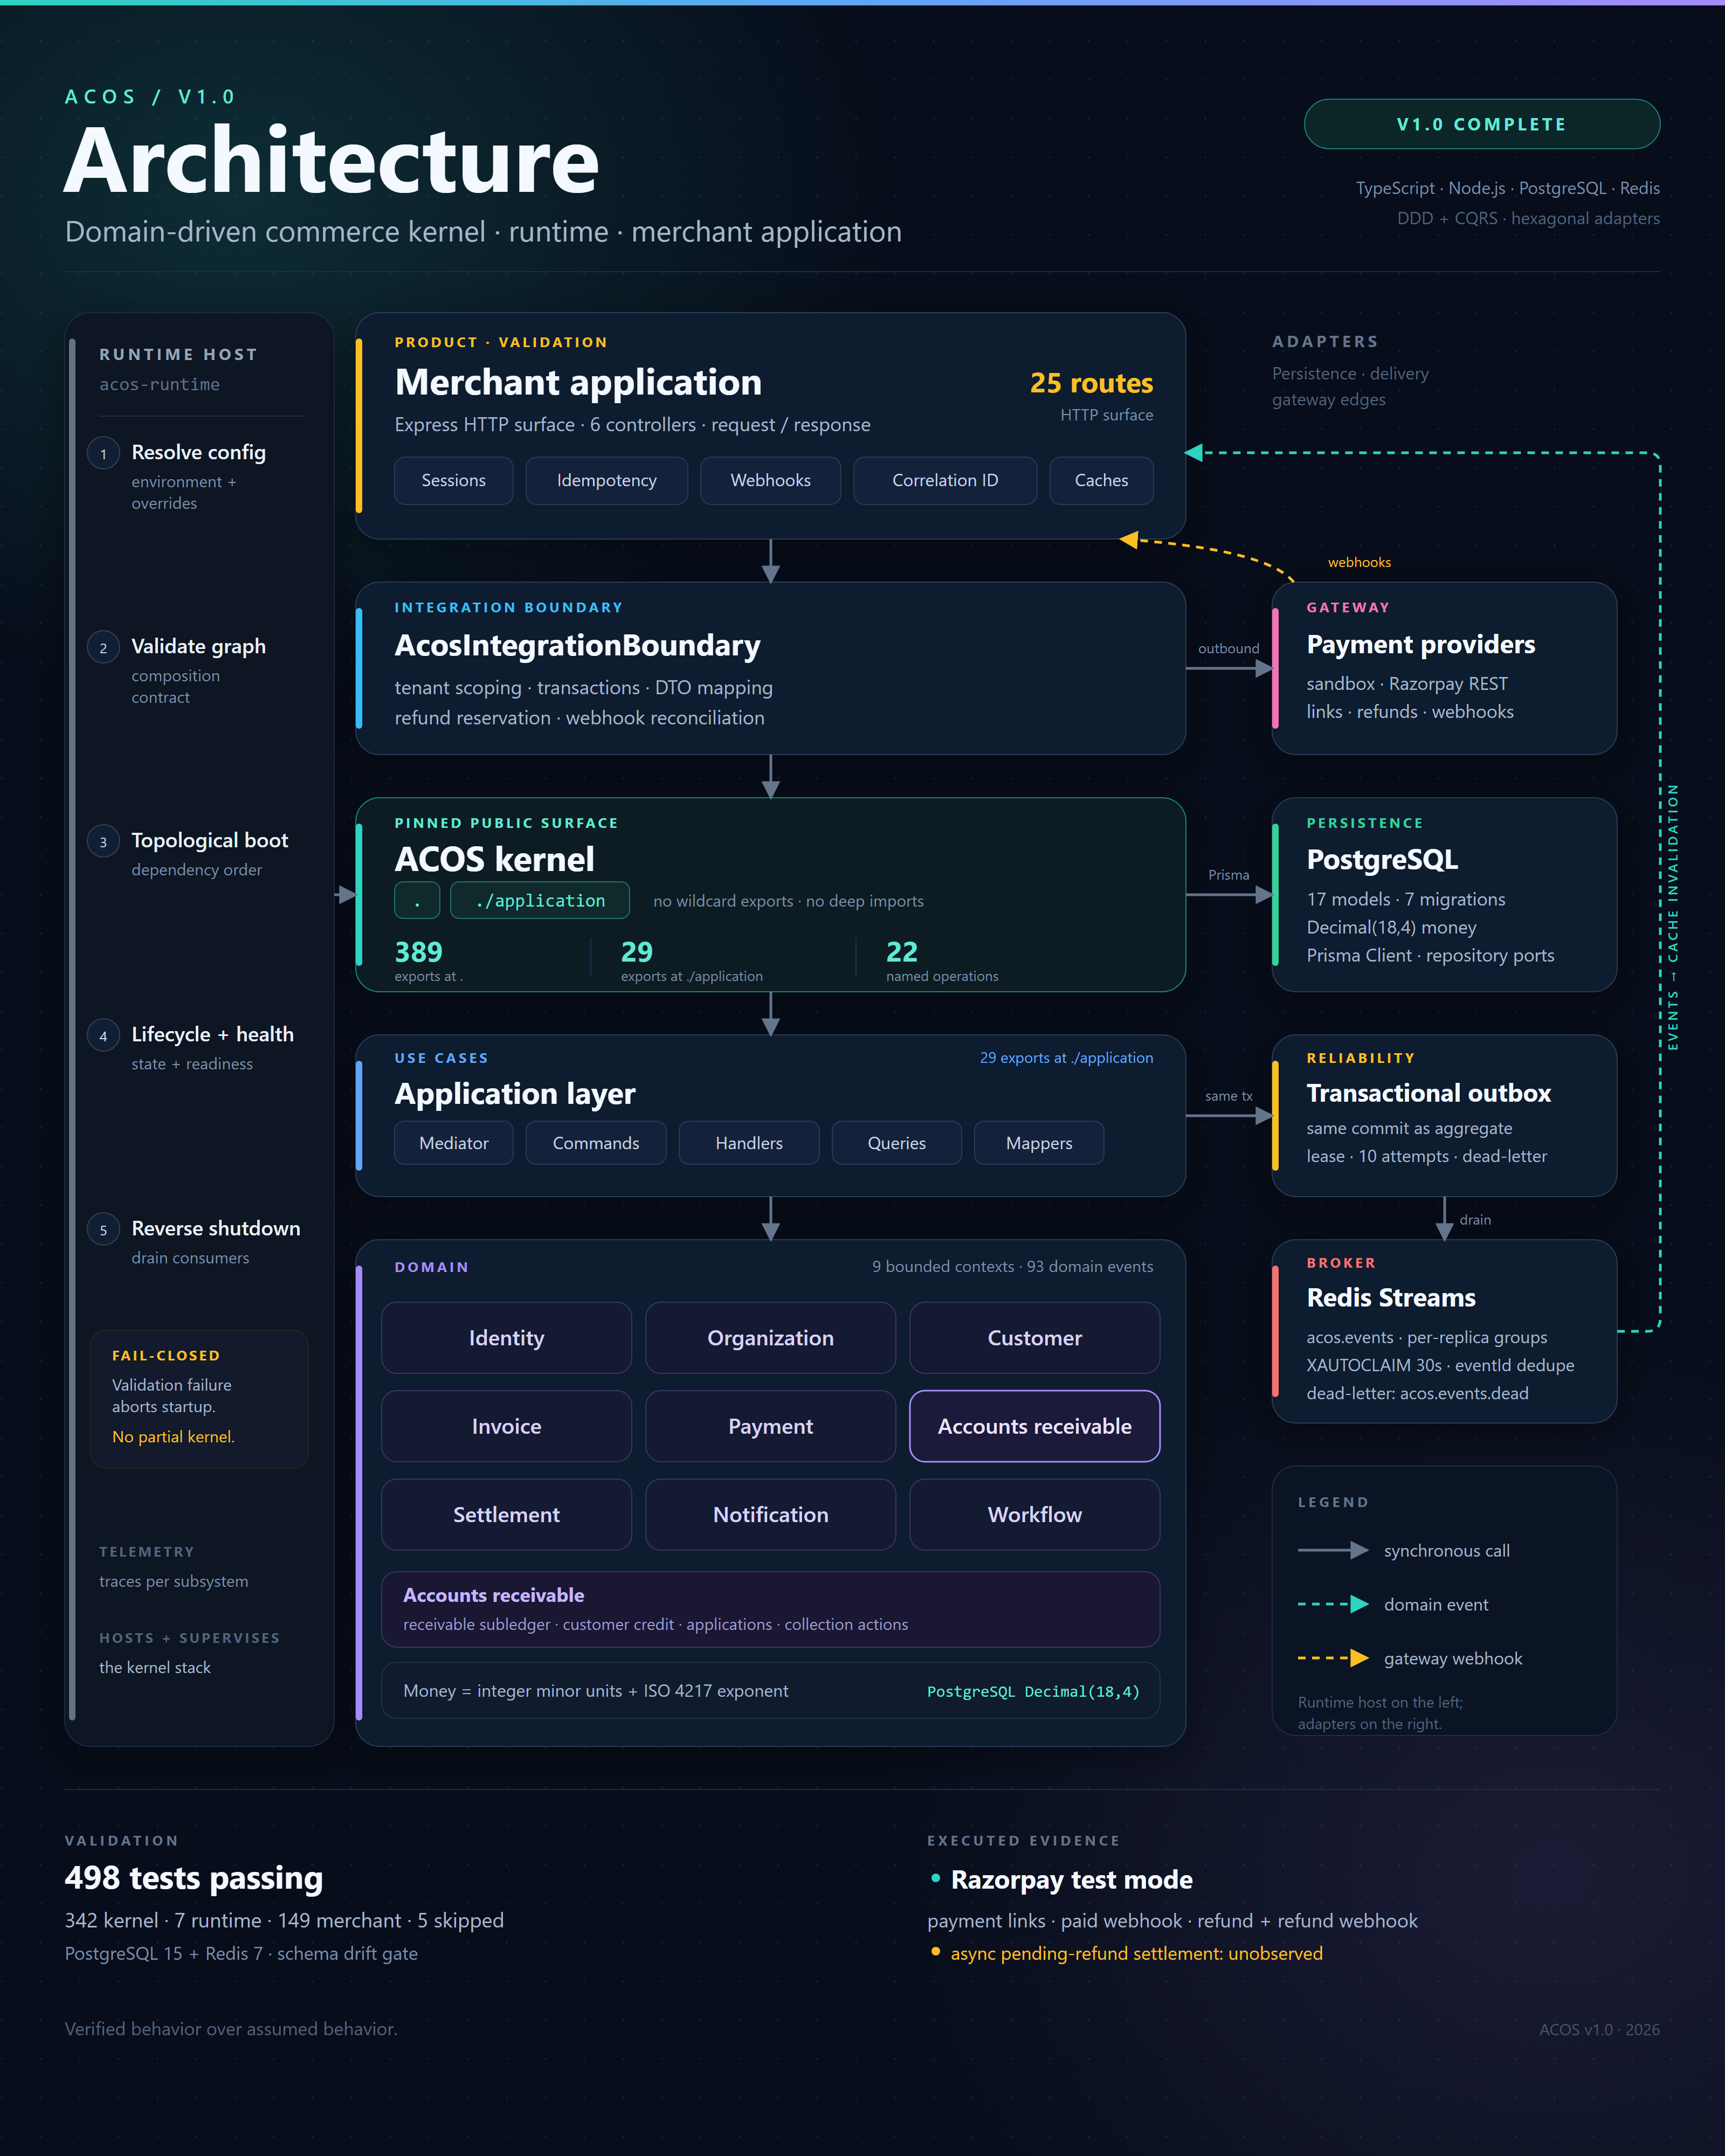 ACOS / V1.0
Architecture
Domain-driven commerce kernel · runtime · merchant application
V1.0 COMPLETE
TypeScript · Node.js · PostgreSQL · Redis
DDD + CQRS · hexagonal adapters
RUNTIME HOST
acos-runtime
1
Resolve config
environment +
overrides
2
Validate graph
composition
contract
3
Topological boot
dependency order
4
Lifecycle + health
state + readiness
5
Reverse shutdown
drain consumers
FAIL-CLOSED
Validation failure
aborts startup.
No partial kernel.
TELEMETRY
traces per subsystem
HOSTS + SUPERVISES
the kernel stack
PRODUCT · VALIDATION
Merchant application
Express HTTP surface · 6 controllers · request / response
25 routes
HTTP surface
Sessions
Idempotency
Webhooks
Correlation ID
Caches
INTEGRATION BOUNDARY
AcosIntegrationBoundary
tenant scoping · transactions · DTO mapping
refund reservation · webhook reconciliation
PINNED PUBLIC SURFACE
ACOS kernel
.
./application
no wildcard exports · no deep imports
389
exports at .
29
exports at ./application
22
named operations
USE CASES
29 exports at ./application
Application layer
Mediator
Commands
Handlers
Queries
Mappers
DOMAIN
9 bounded contexts · 93 domain events
Identity
Organization
Customer
Invoice
Payment
Accounts receivable
Settlement
Notification
Workflow
Accounts receivable
receivable subledger · customer credit · applications · collection actions
Money = integer minor units + ISO 4217 exponent
PostgreSQL Decimal(18,4)
ADAPTERS
Persistence · delivery
gateway edges
webhooks
outbound
GATEWAY
Payment providers
sandbox · Razorpay REST
links · refunds · webhooks
Prisma
PERSISTENCE
PostgreSQL
17 models · 7 migrations
Decimal(18,4) money
Prisma Client · repository ports
same tx
RELIABILITY
Transactional outbox
same commit as aggregate
lease · 10 attempts · dead-letter
drain
BROKER
Redis Streams
acos.events · per-replica groups
XAUTOCLAIM 30s · eventId dedupe
dead-letter: acos.events.dead
EVENTS → CACHE INVALIDATION
LEGEND
synchronous call
domain event
gateway webhook
Runtime host on the left;
adapters on the right.
VALIDATION
498 tests passing
342 kernel · 7 runtime · 149 merchant · 5 skipped
PostgreSQL 15 + Redis 7 · schema drift gate
EXECUTED EVIDENCE
Razorpay test mode
payment links · paid webhook · refund + refund webhook
async pending-refund settlement: unobserved
Verified behavior over assumed behavior.
ACOS v1.0 · 2026